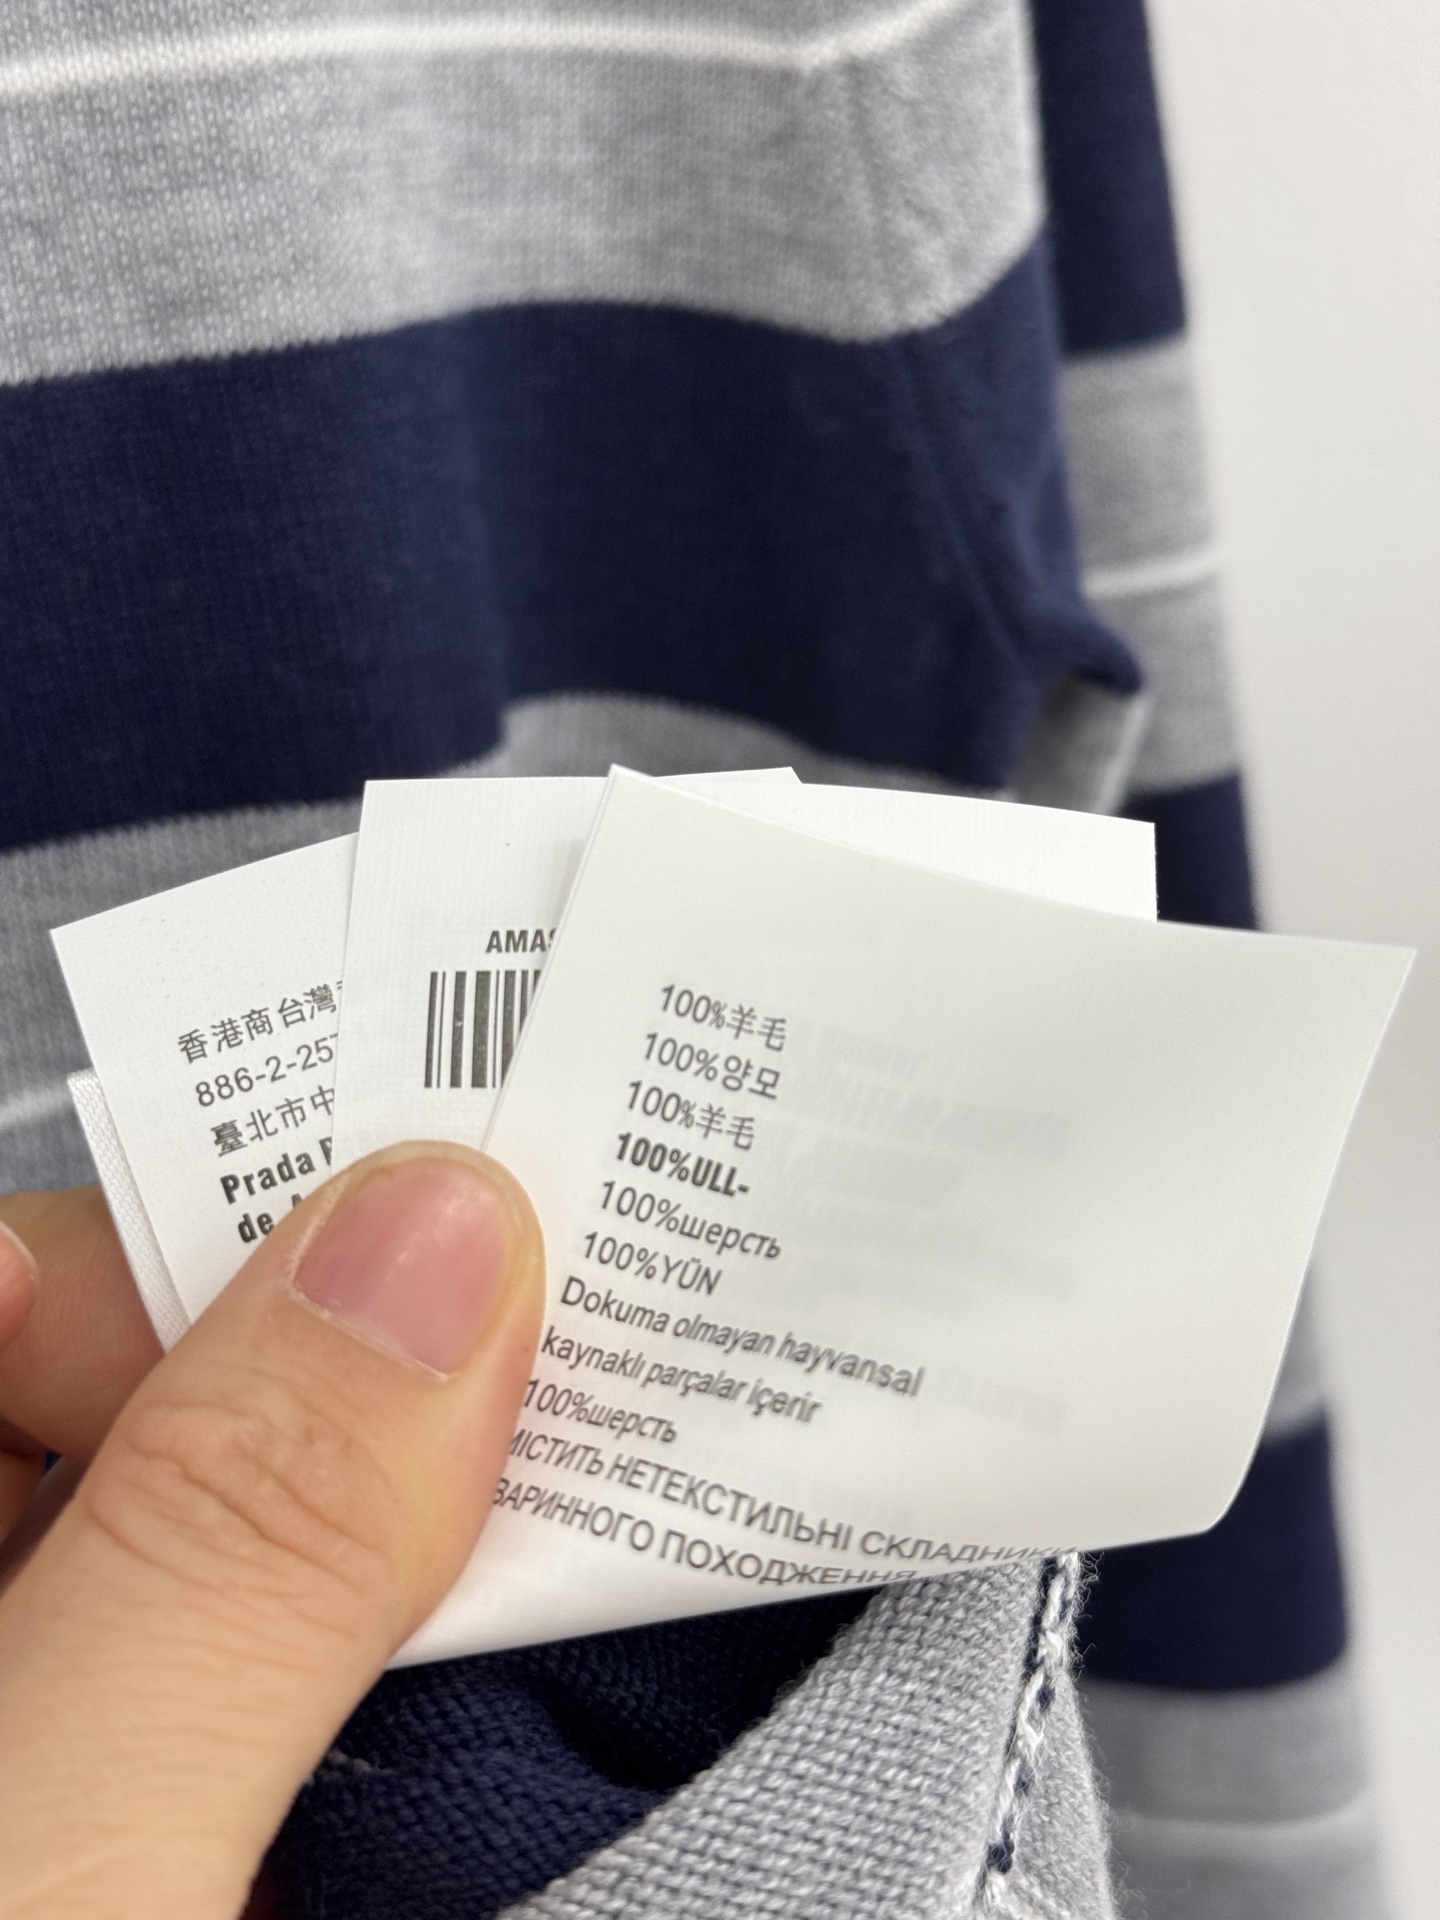 香港商台灣
886-2-257
臺北市中
Prada
de
AMAS
100%羊毛
100%양모
100%羊毛
100%ULL-
100%шерсть
100%YÜN
Dokuma olmayan hayvansal
kaynaklı parçalar içerir
100%шерсть
МІСТИТЬ НЕТЕКСТИЛЬНІ СКЛАДНИКИ
ВАРИННОГО ПОХОДЖЕННЯ